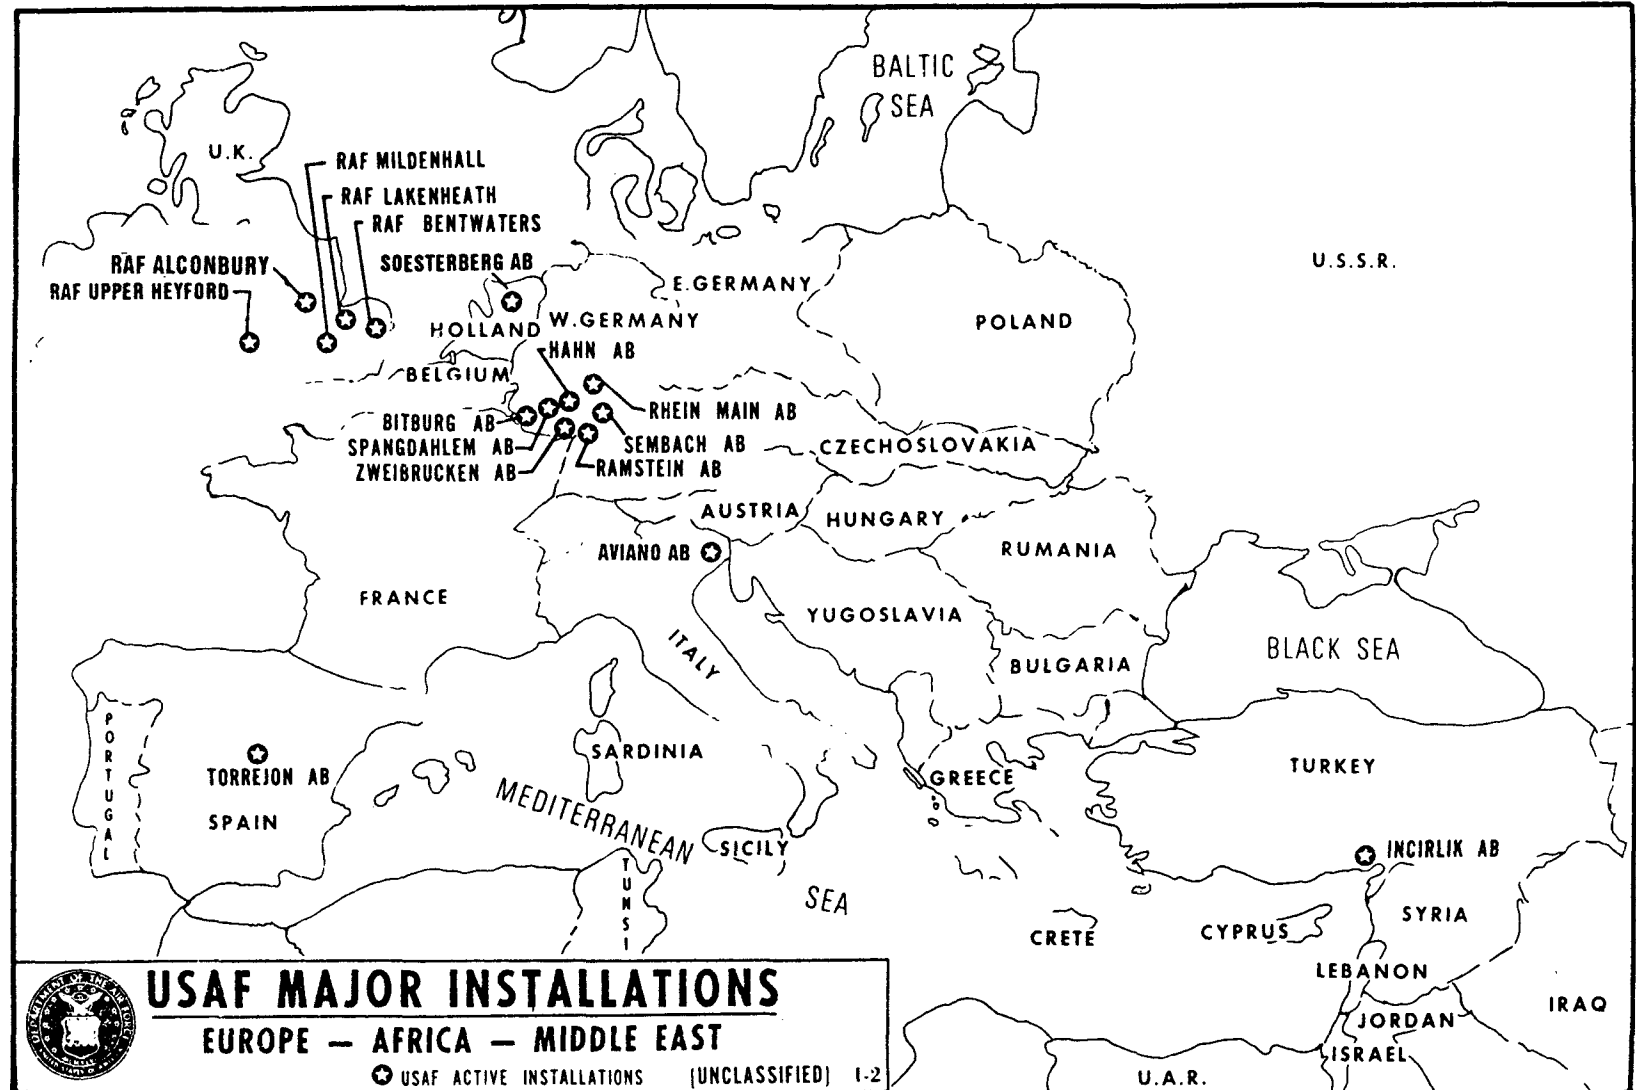 BALTIC
SEA
U.K.
RAF MILDENHALL
RAF LAKENHEATH
RAF BENTWATERS
RAF ALCONBURY
RAF UPPER HEYFORD
SOESTERBERG AB
E.GERMANY
U.S.S.R.
HOLLAND
W.GERMANY
POLAND
HAHN AB
BELGIUM
BITBURG AB
RHEIN MAIN AB
SPANGDAHLEM AB
SEMBACH AB
CZECHOSLOVAKIA
ZWEIBRUCKEN AB
RAMSTEIN AB
AUSTRIA
HUNGARY
AVIANO AB
RUMANIA
FRANCE
YUGOSLAVIA
ITALY
BLACK SEA
BULGARIA
PORTUGAL
TORREJON AB
SARDINIA
GREECE
TURKEY
SPAIN
MEDITERRANEAN
SICILY
INCIRLIK AB
TUNSI
SEA
CRETE
CYPRUS
SYRIA
LEBANON
IRAQ
JORDAN
ISRAEL
U.A.R.
USAF MAJOR INSTALLATIONS
EUROPE — AFRICA — MIDDLE EAST
USAF ACTIVE INSTALLATIONS (UNCLASSIFIED) I-2